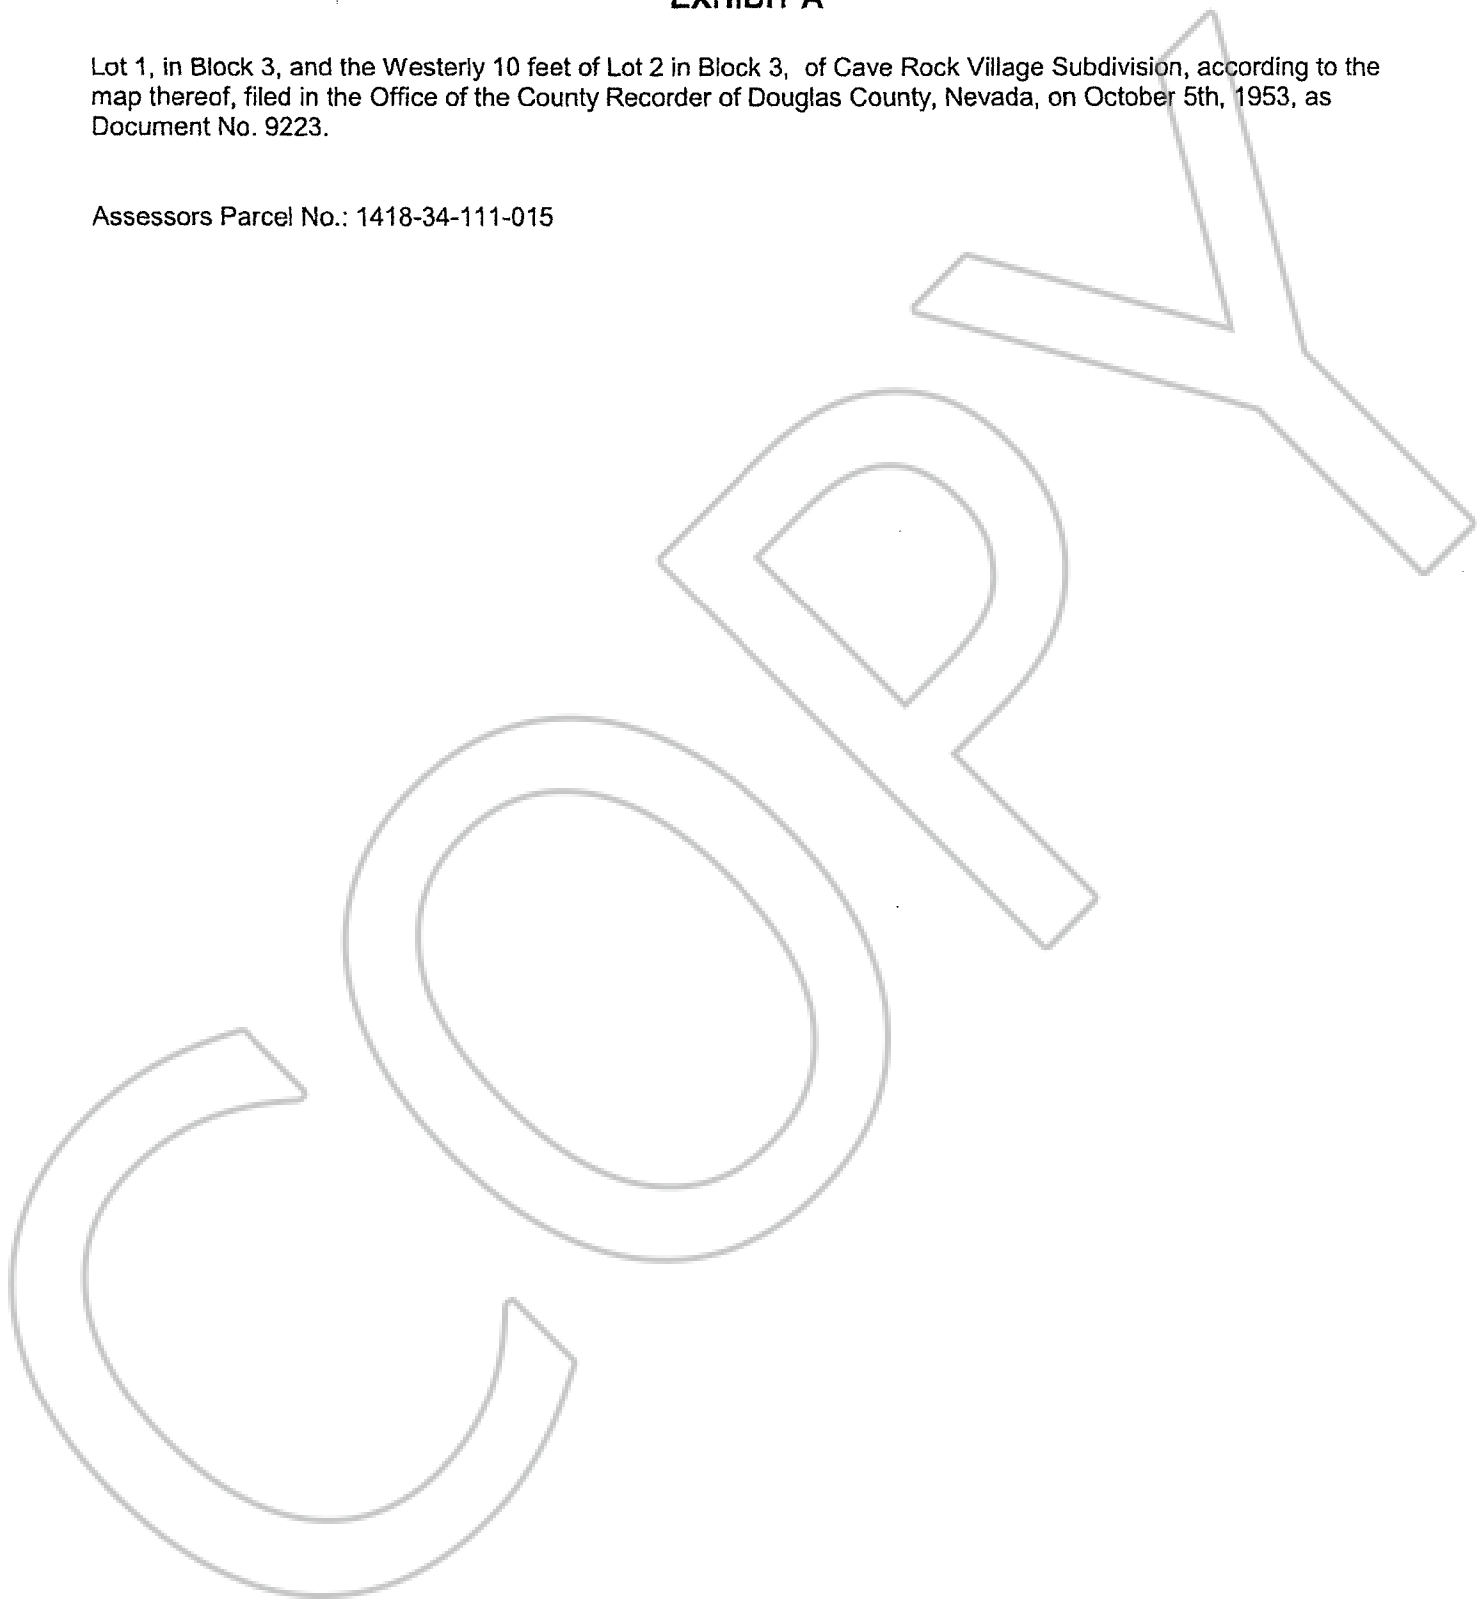 EXHIBIT A
Lot 1, in Block 3, and the Westerly 10 feet of Lot 2 in Block 3, of Cave Rock Village Subdivision, according to the
map thereof, filed in the Office of the County Recorder of Douglas County, Nevada, on October 5th, 1953, as
Document No. 9223.
Assessors Parcel No.: 1418-34-111-015
COPY